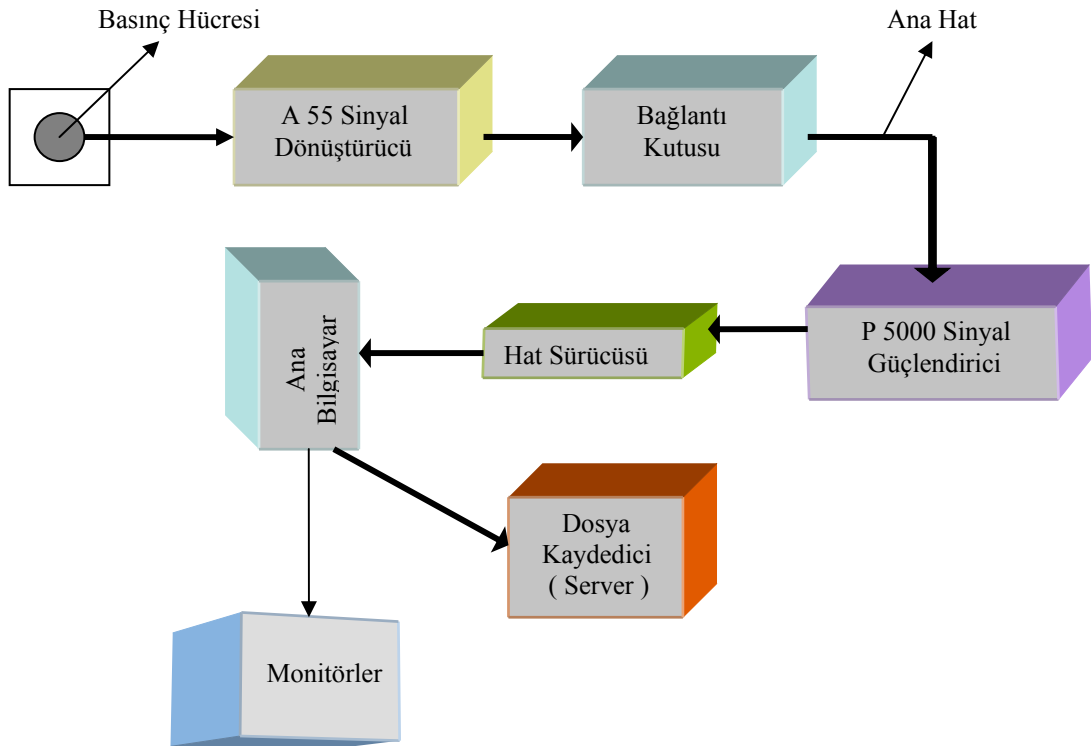 Basınç Hücresi
Ana Hat
A 55 Sinyal
Dönüştürücü
Bağlantı
Kutusu
P 5000 Sinyal
Güçlendirici
Hat Sürücüsü
Ana
Bilgisayar
Dosya
Kaydedici
( Server )
Monitörler